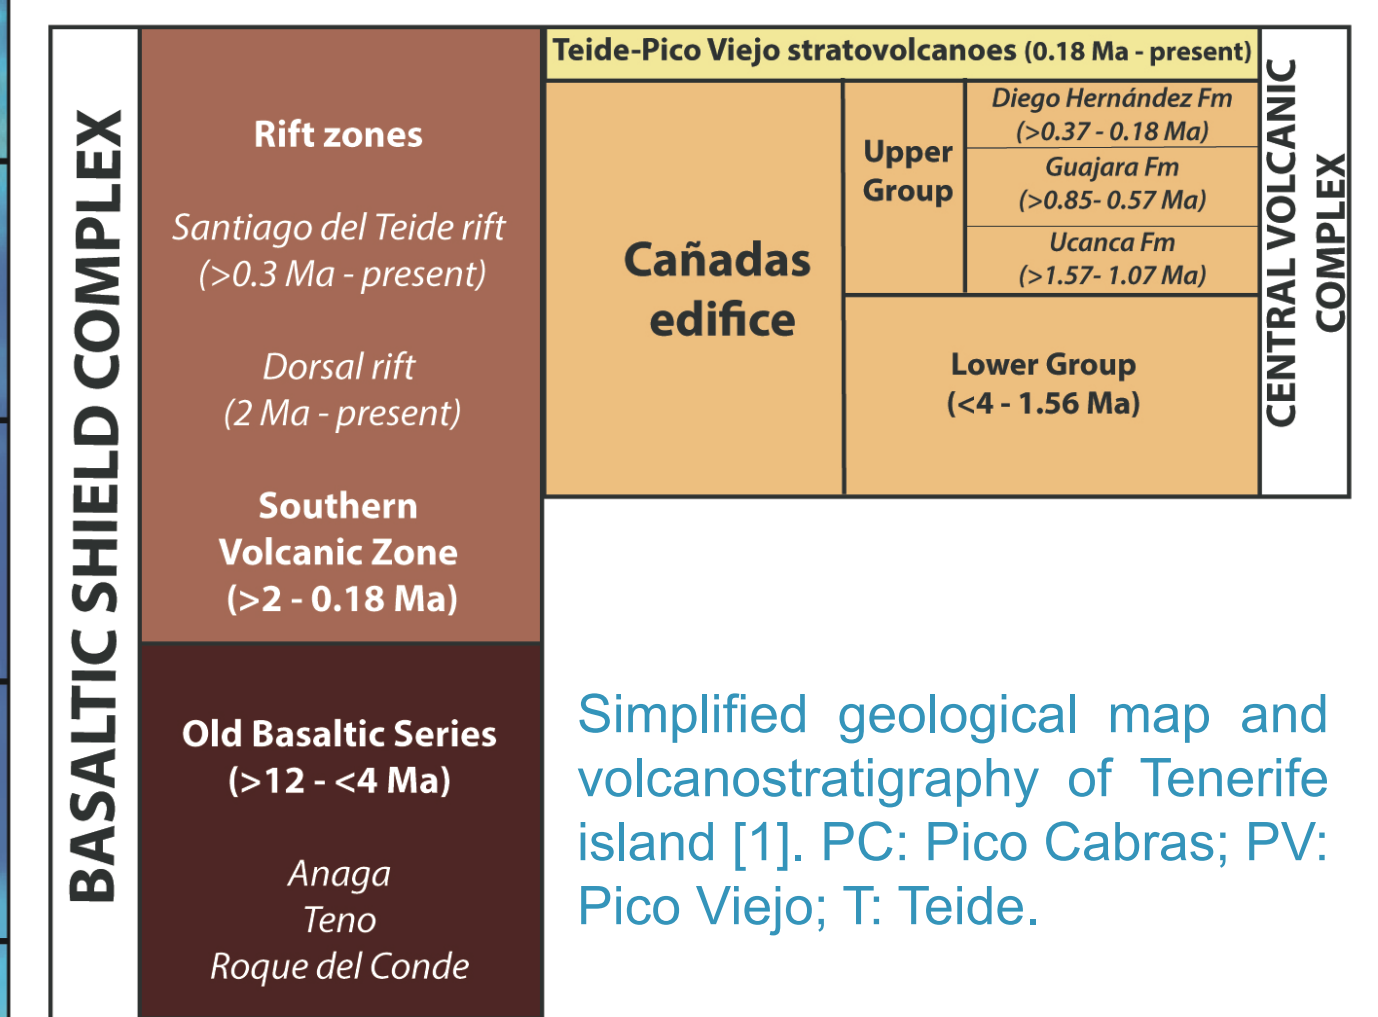 BASALTIC SHIELD COMPLEX
Rift zones
Santiago del Teide rift
(>0.3 Ma - present)
Dorsal rift
(2 Ma - present)
Southern
Volcanic Zone
(>2 - 0.18 Ma)
Old Basaltic Series
(>12 - <4 Ma)
Anaga
Teno
Roque del Conde
Teide-Pico Viejo stratovolcanoes (0.18 Ma - present)
Cañadas
edifice
Upper
Group
Diego Hernández Fm
(>0.37 - 0.18 Ma)
Guajara Fm
(>0.85- 0.57 Ma)
Ucanca Fm
(>1.57- 1.07 Ma)
Lower Group
(<4 - 1.56 Ma)
CENTRAL VOLCANIC
COMPLEX
Simplified geological map and
volcanostratigraphy of Tenerife
island [1]. PC: Pico Cabras; PV:
Pico Viejo; T: Teide.